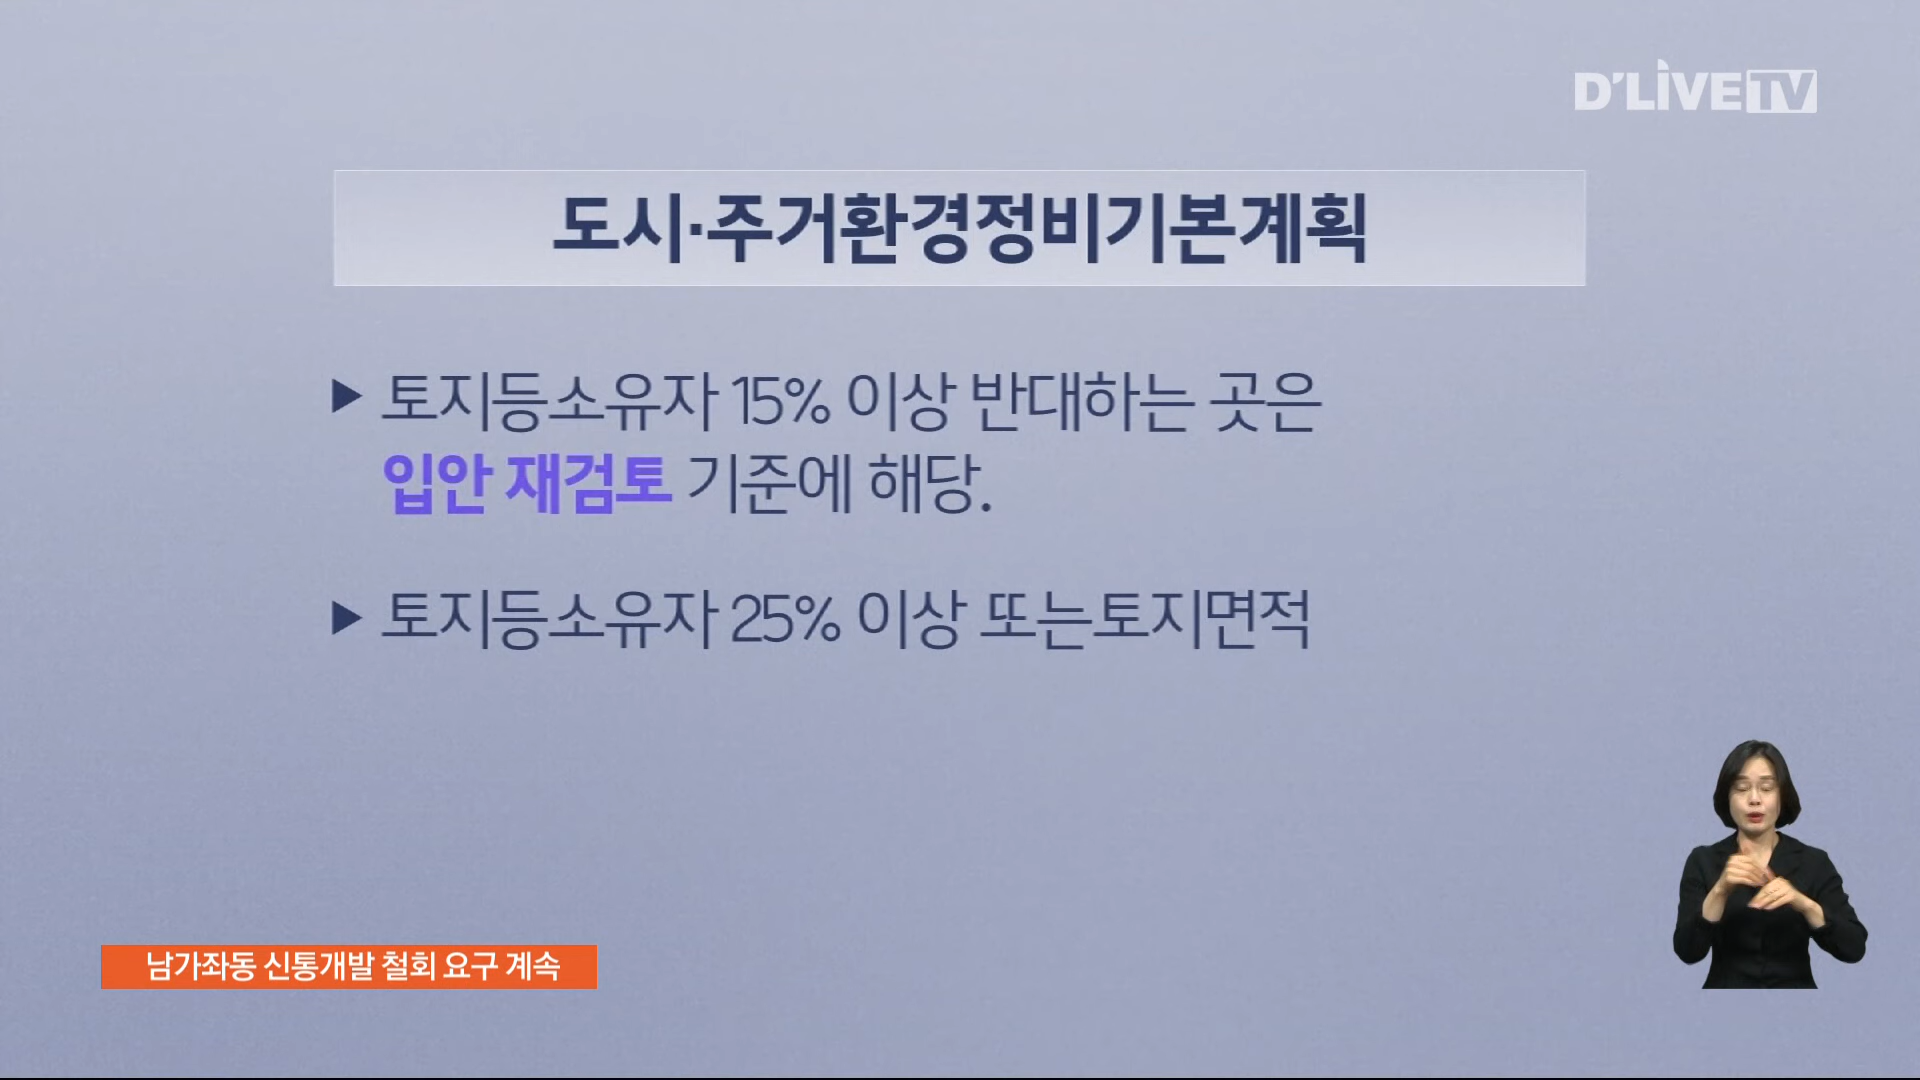 D'LIVE TV
도시·주거환경정비기본계획
▶ 토지등소유자 15% 이상 반대하는 곳은
입안 재검토 기준에 해당.
▶ 토지등소유자 25% 이상 또는토지면적
남가좌동 신통개발 철회 요구 계속